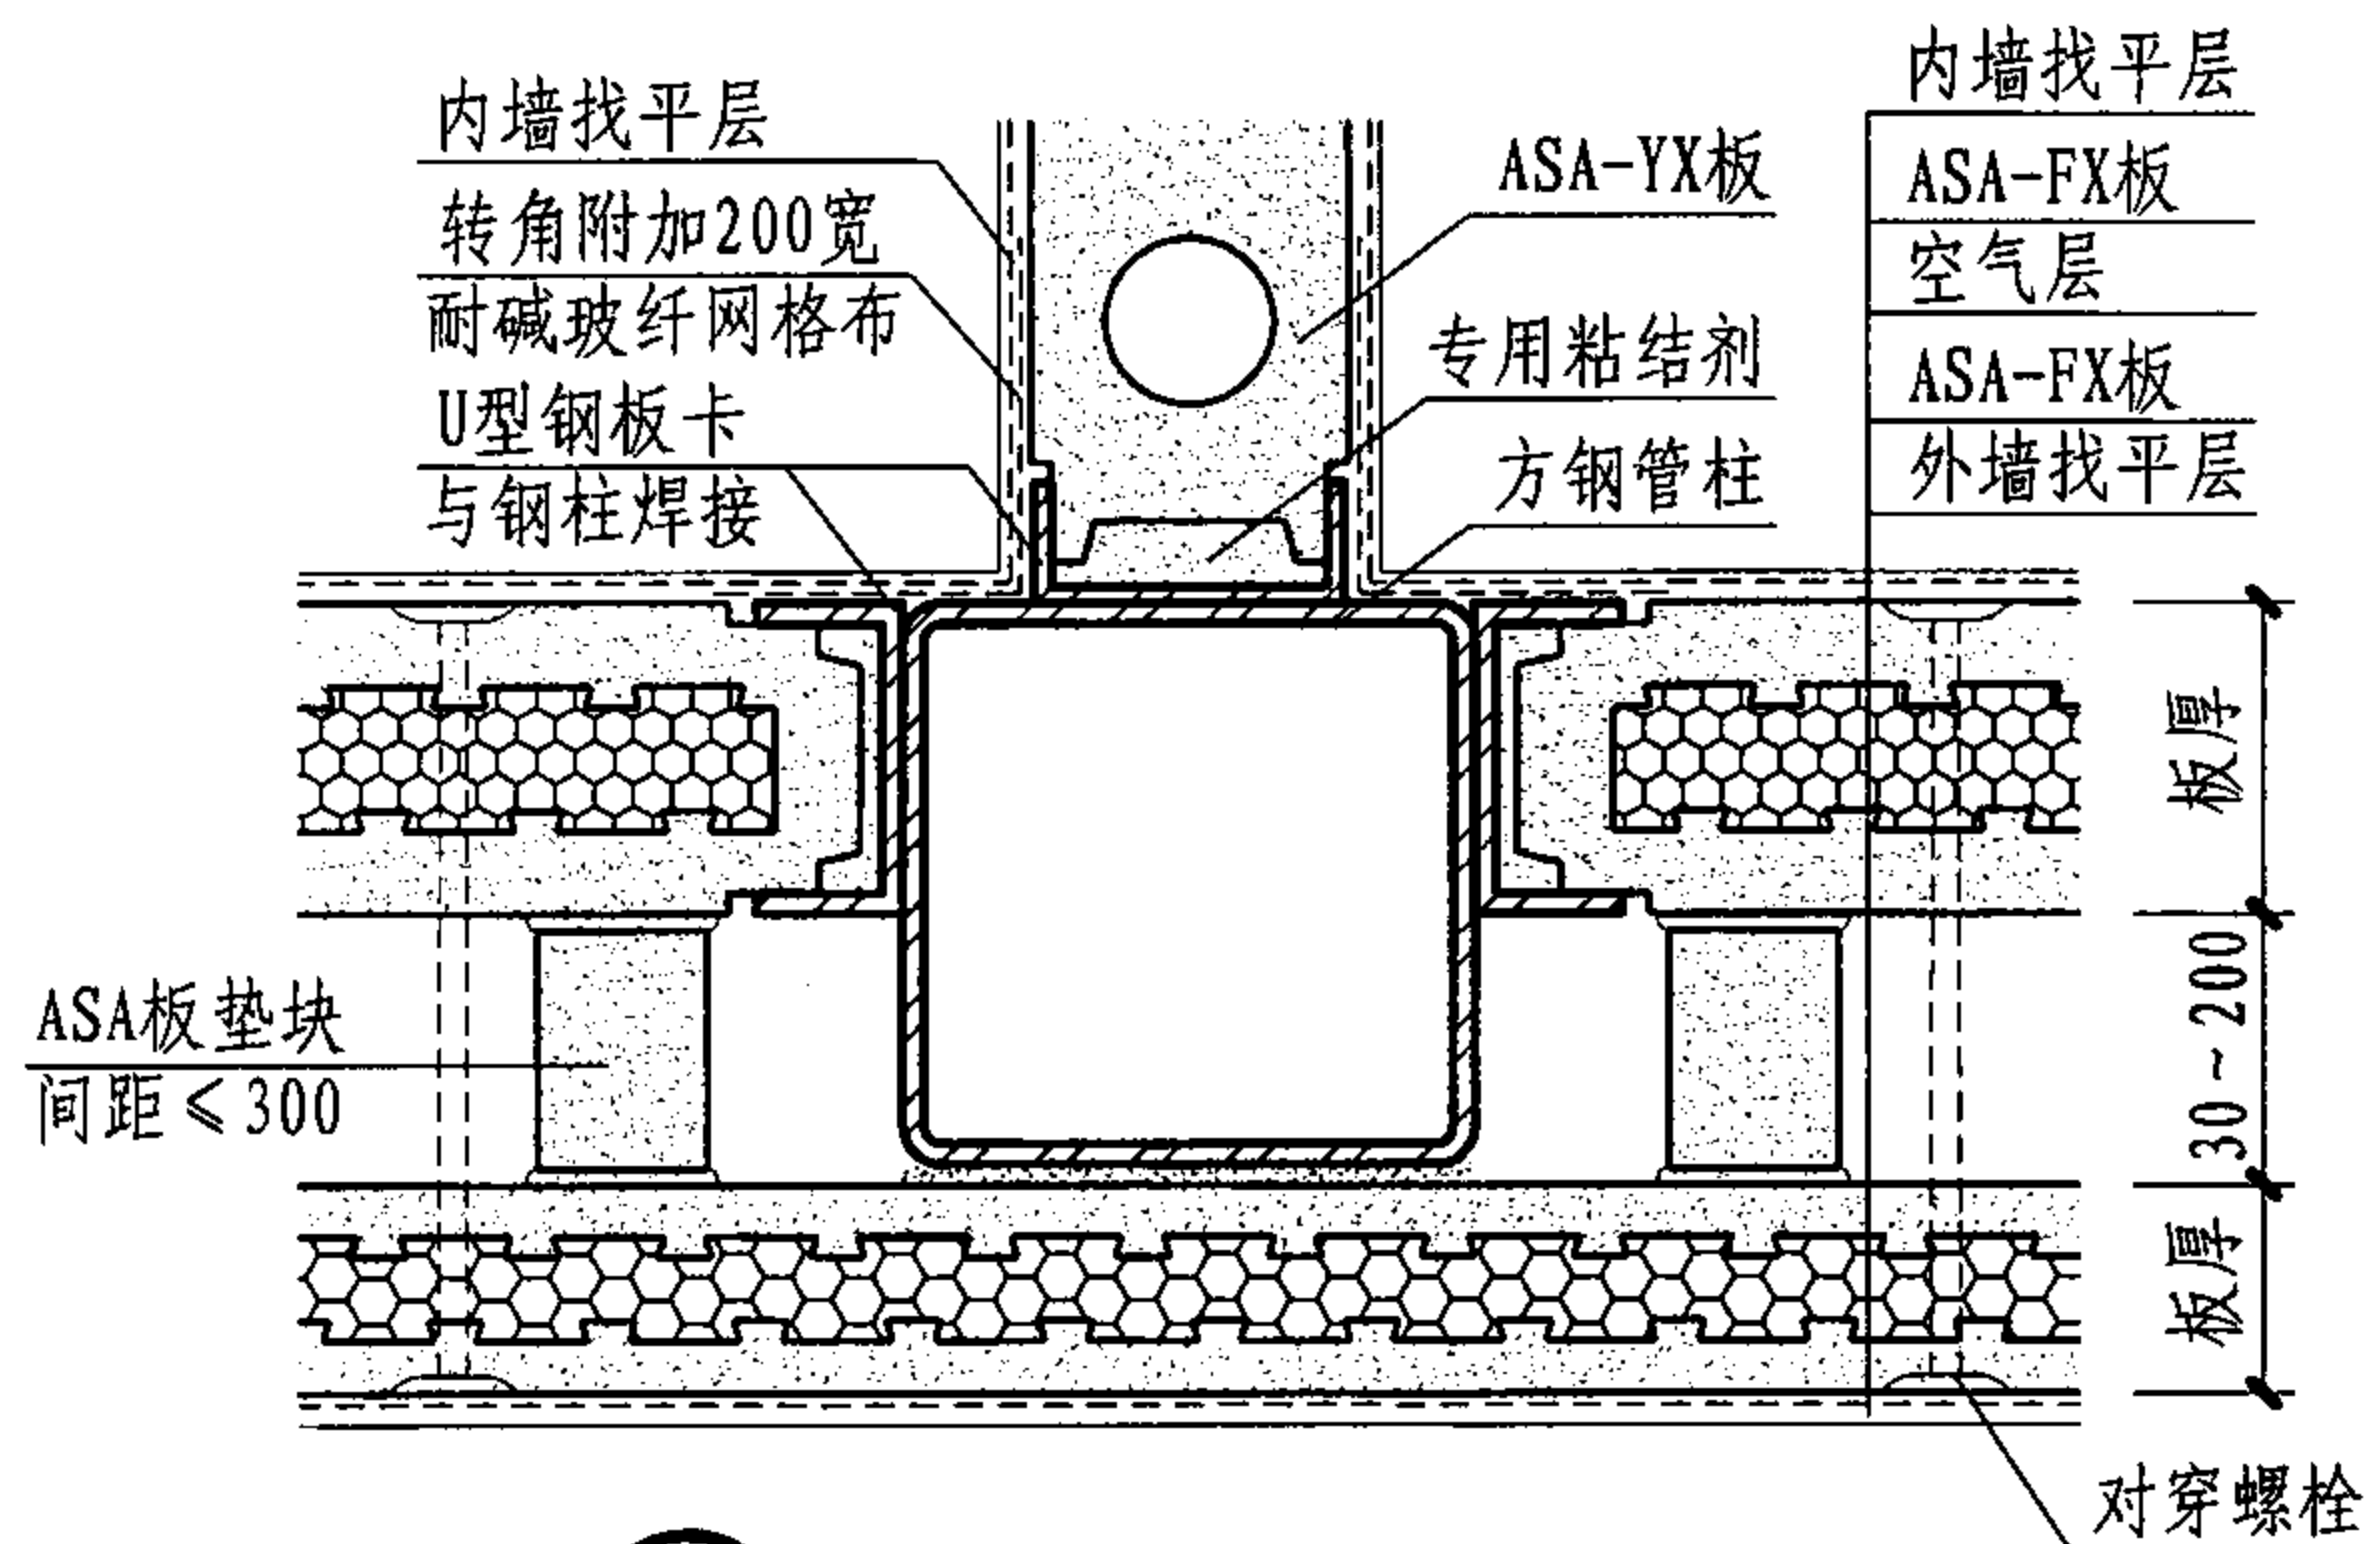 内墙找平层
转角附加200宽
耐碱玻纤网格布
U型钢板卡
与钢柱焊接
ASA-YX板
专用粘结剂
方钢管柱
内墙找平层
ASA-FX板
空气层
ASA-FX板
外墙找平层
板厚
30~200
板厚
ASA板垫块
间距≤300
对穿螺栓